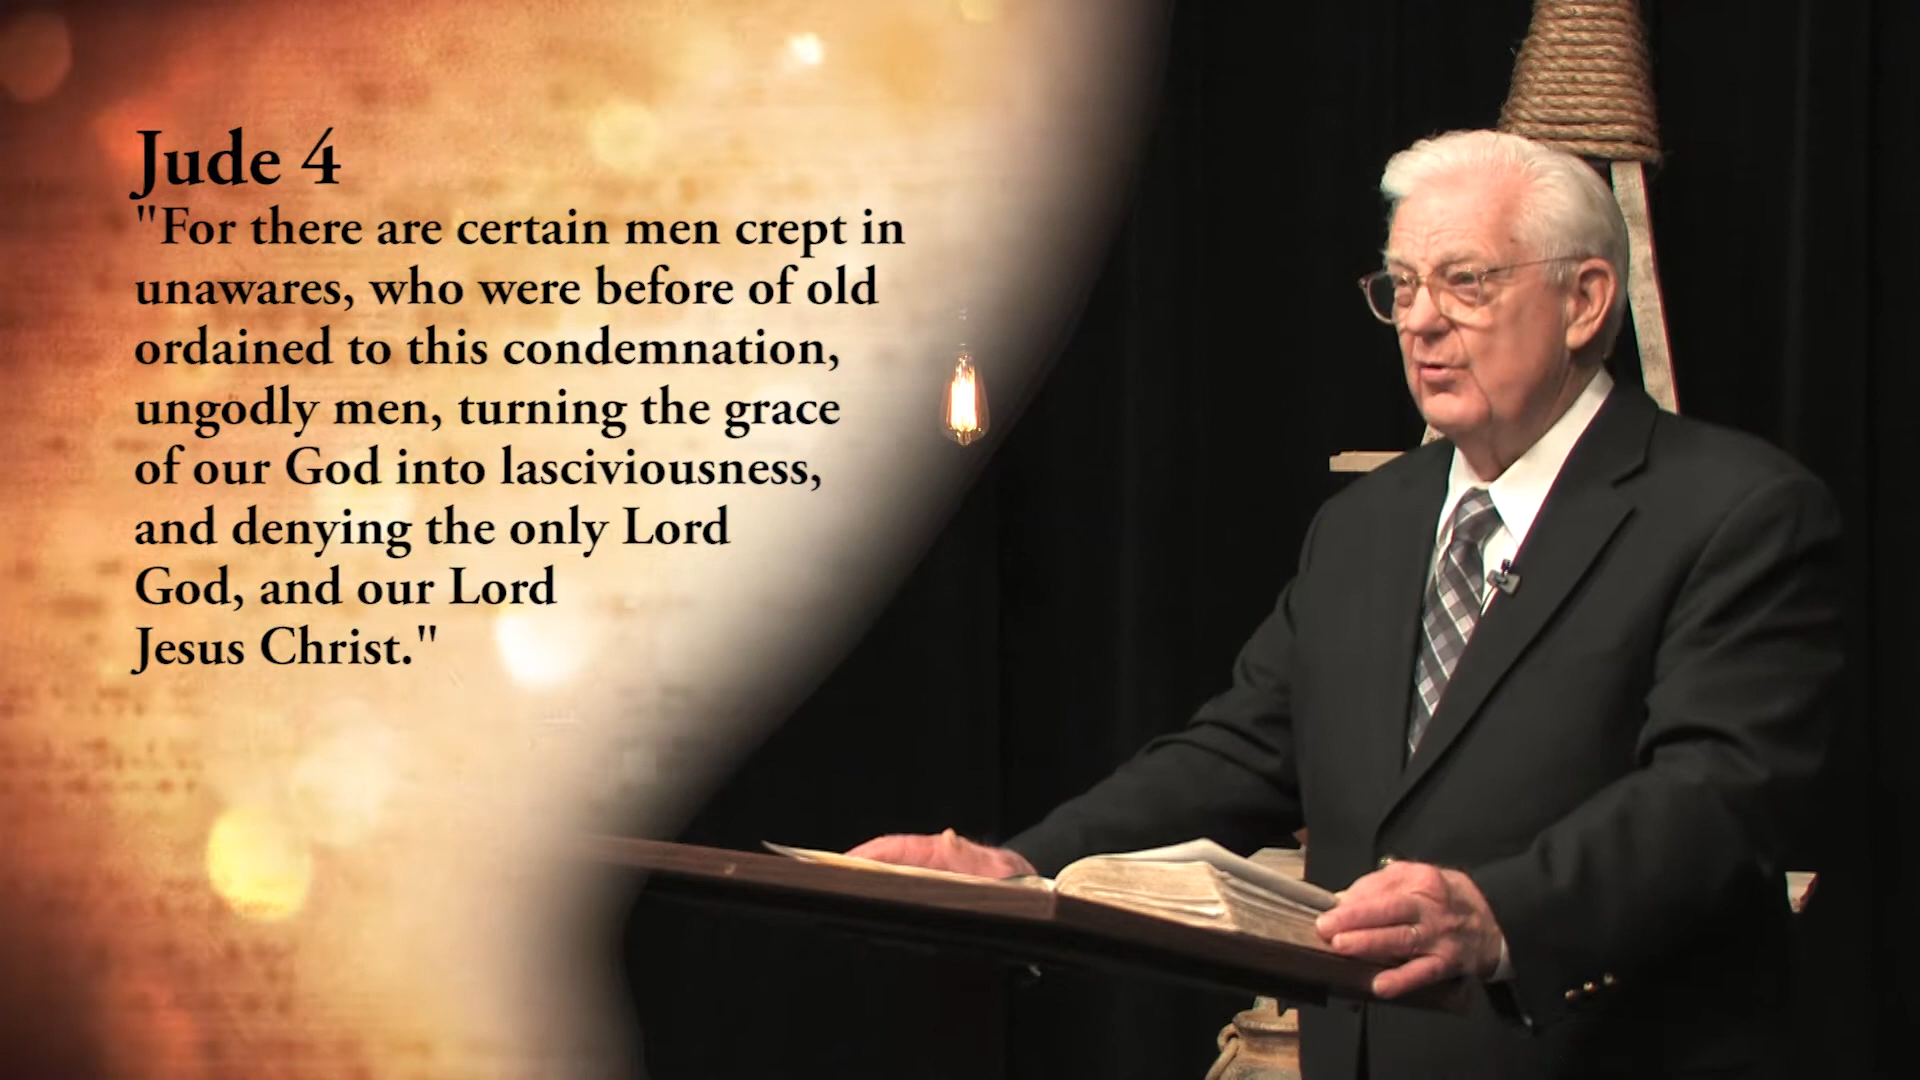 Jude 4
"For there are certain men crept in
unawares, who were before of old
ordained to this condemnation,
ungodly men, turning the grace
of our God into lasciviousness,
and denying the only Lord
God, and our Lord
Jesus Christ."